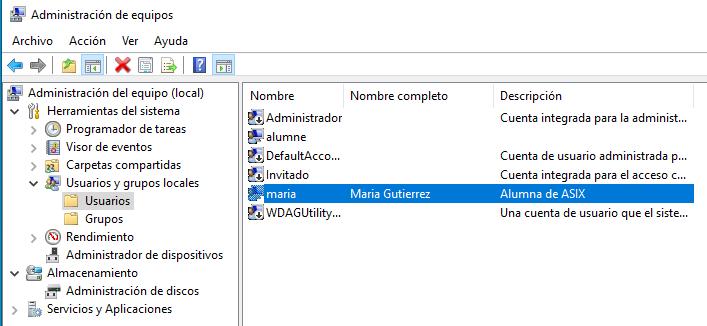 Administración de equipos
Archivo Acción Ver Ayuda
Administración del equipo (local)
Herramientas del sistema
Programador de tareas
Visor de eventos
Carpetas compartidas
Usuarios y grupos locales
Usuarios
Grupos
Rendimiento
Administrador de dispositivos
Almacenamiento
Administración de discos
Servicios y Aplicaciones
Nombre Nombre completo Descripción
Administrador Cuenta integrada para la administ...
alumne
DefaultAcco... Cuenta de usuario administrada p...
Invitado Cuenta integrada para el acceso c...
maria Maria Gutierrez Alumna de ASIX
WDAGUtility... Una cuenta de usuario que el siste...